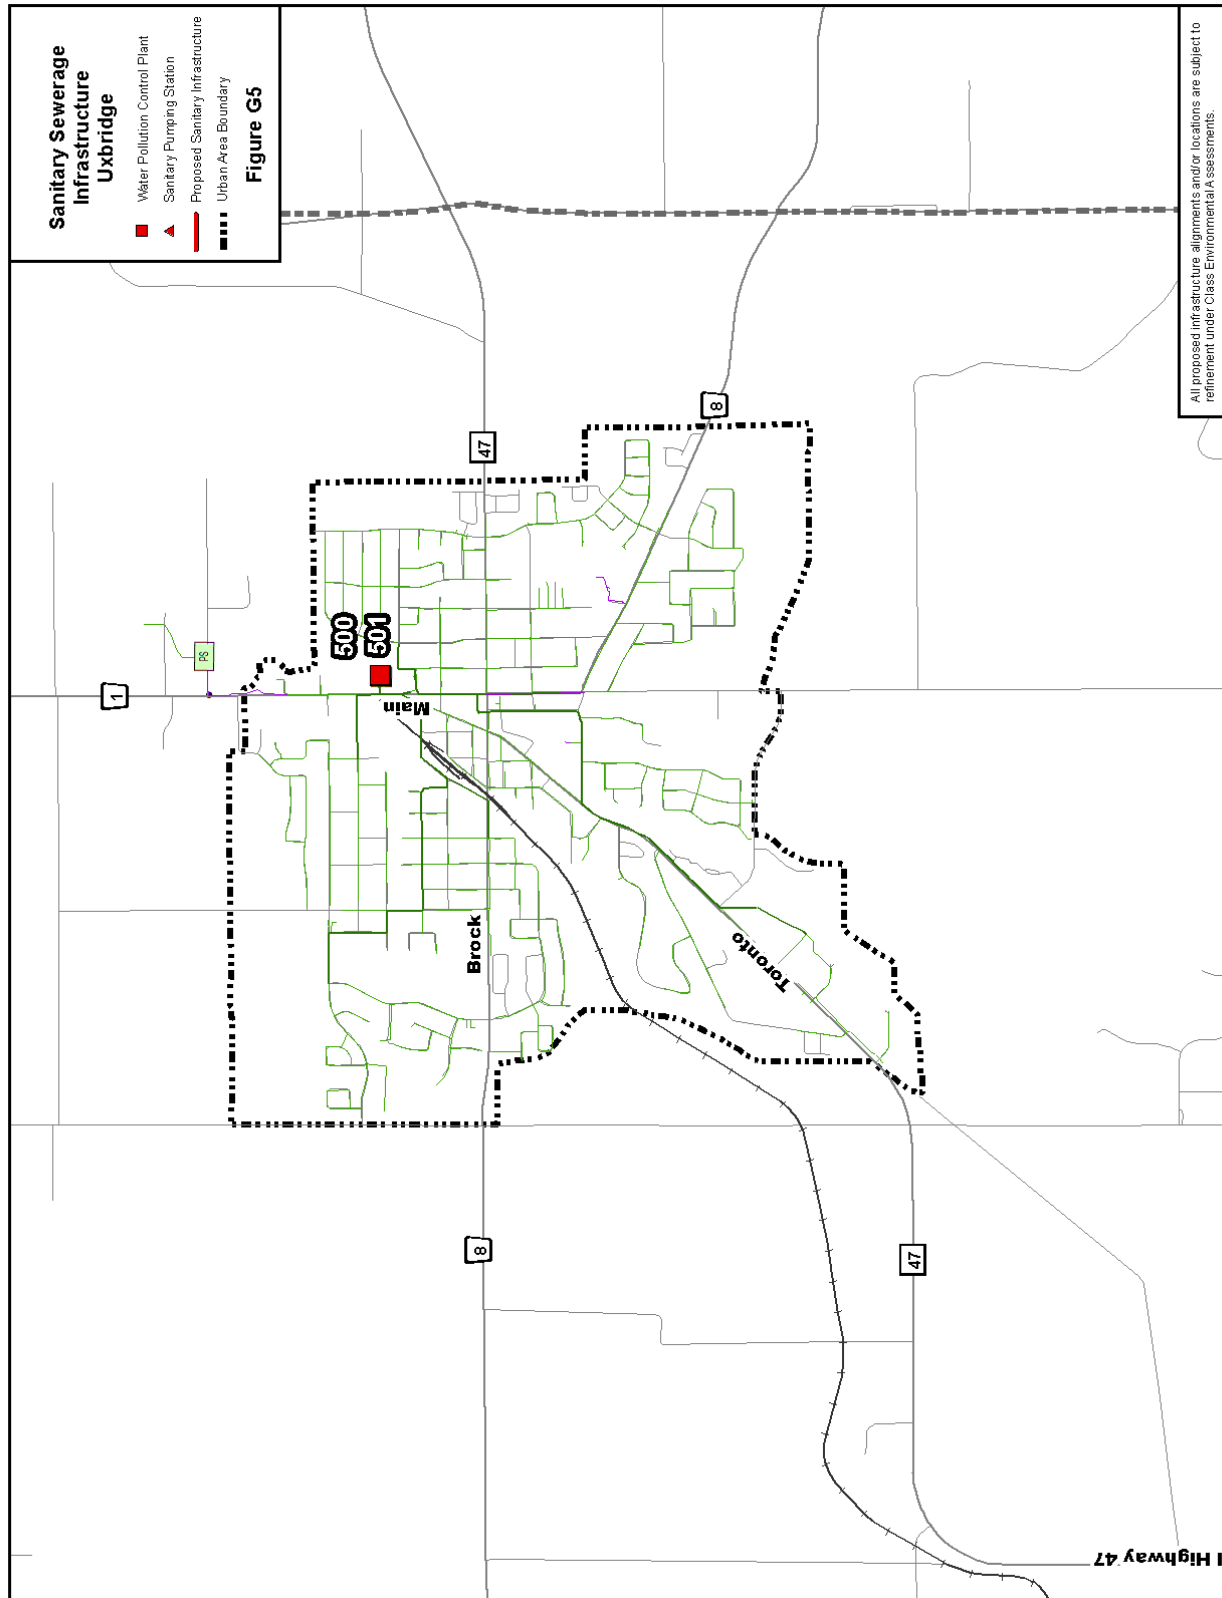 Sanitary Sewerage
Infrastructure
Uxbridge
Water Pollution Control Plant
Sanitary Pumping Station
Proposed Sanitary Infrastructure
Urban Area Boundary
Figure G5
All proposed infrastructure alignments and/or locations are subject to
refinement under Class Environmental Assessments.
1
PS
500
501
Main
47
8
Brock
Toronto
8
47
l Highway 47